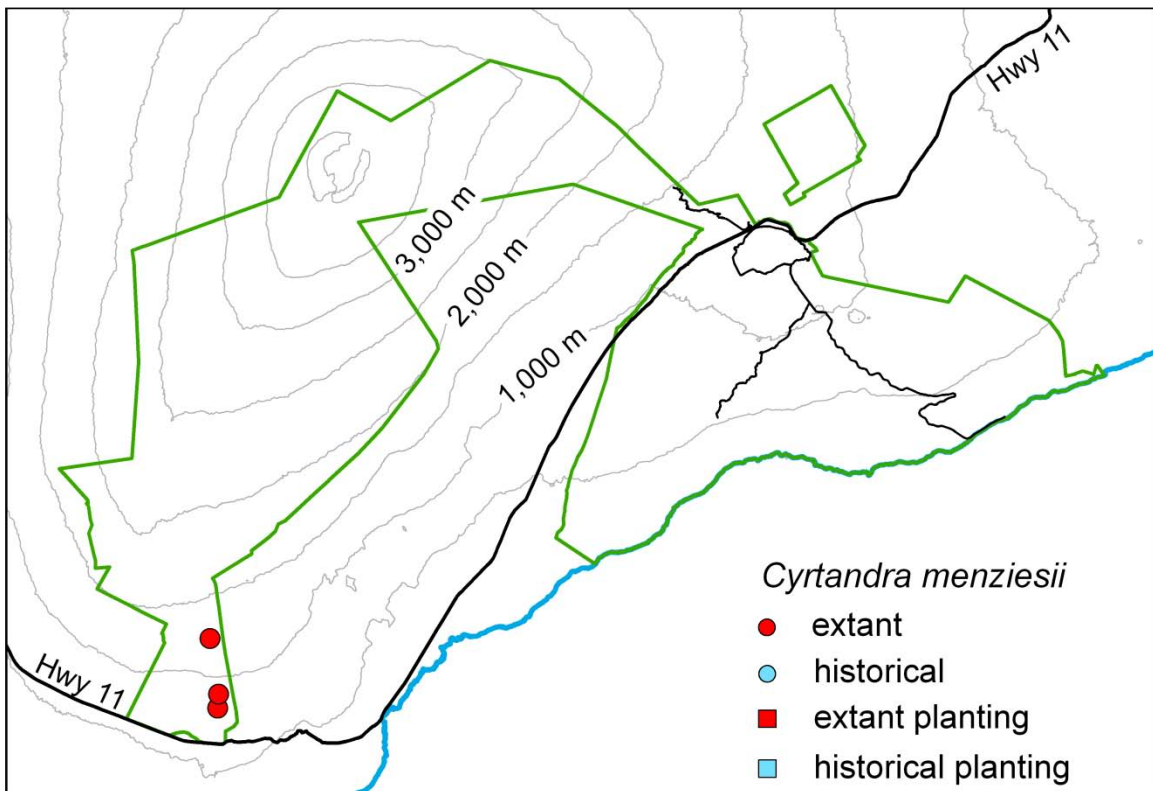 Hwy 11
3,000 m
2,000 m
1,000 m
Hwy 11
Cyrtandra menziesii
extant
historical
extant planting
historical planting